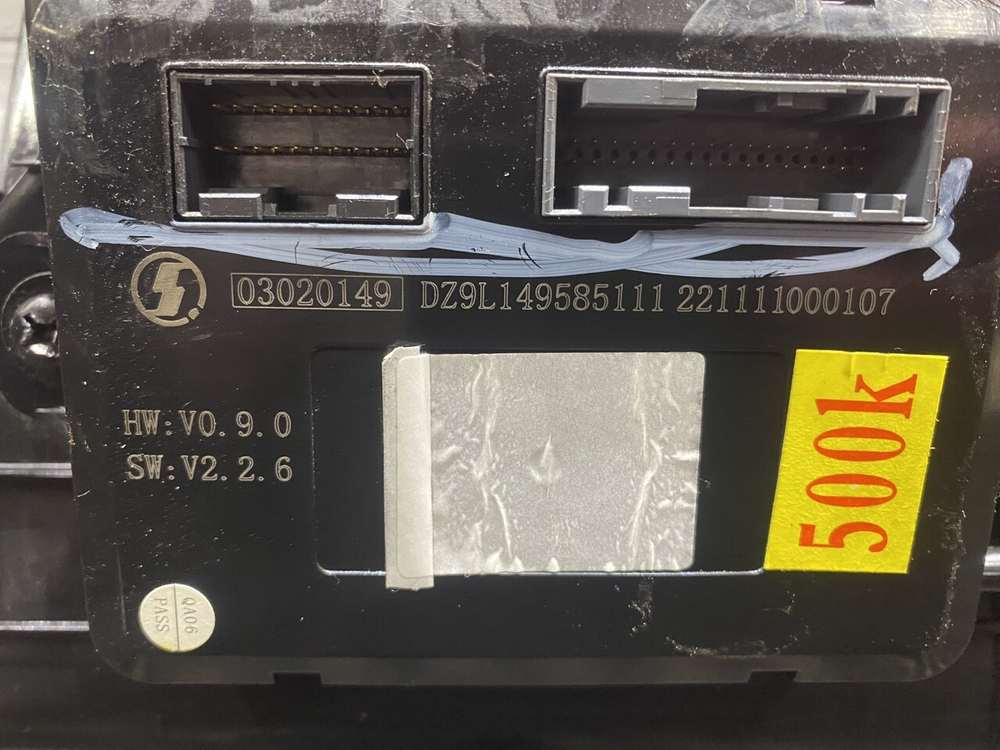 03020149 DZ9L149585111 221111000107
HW:V0.9.0
SW:V2.2.6
500k
QA06
PASS